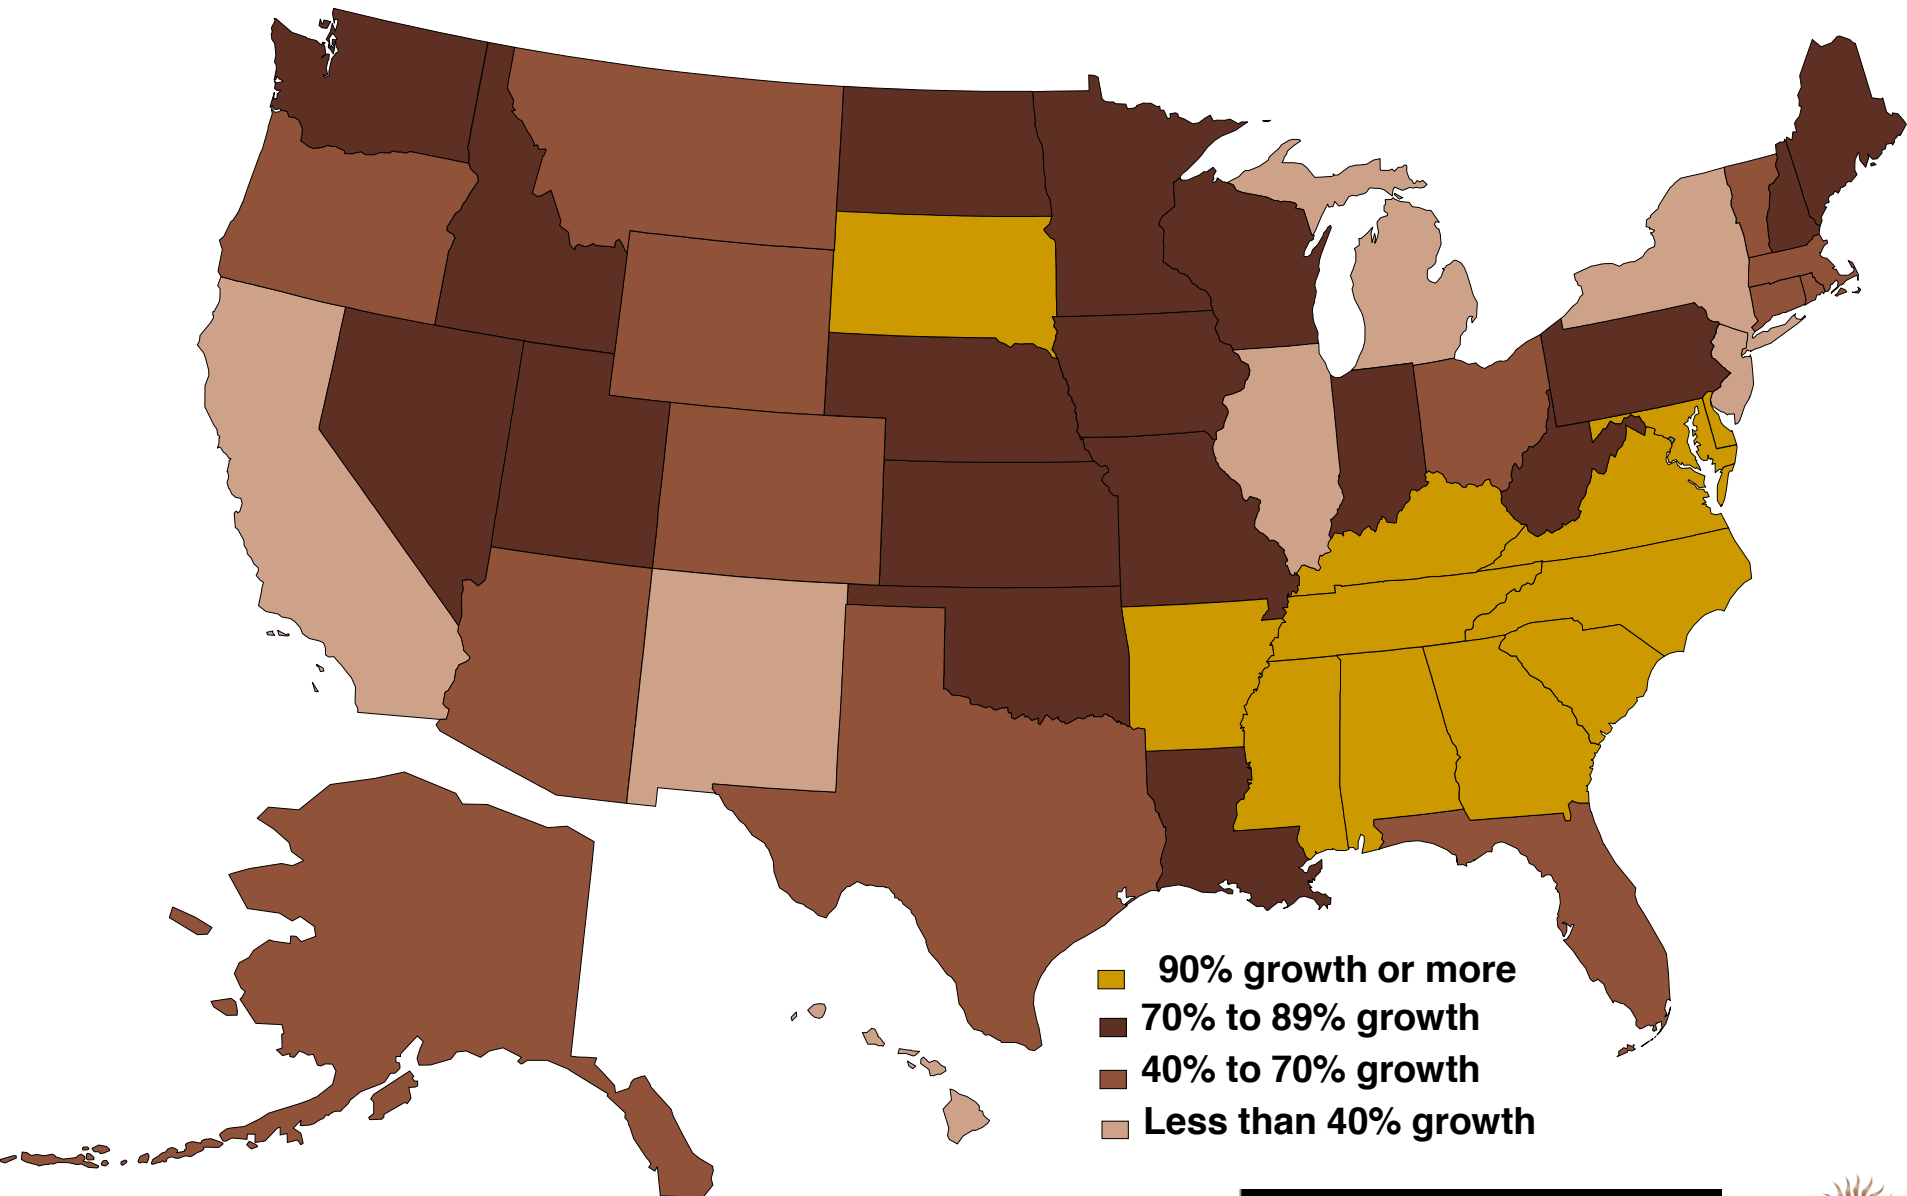 90% growth or more
70% to 89% growth
40% to 70% growth
Less than 40% growth